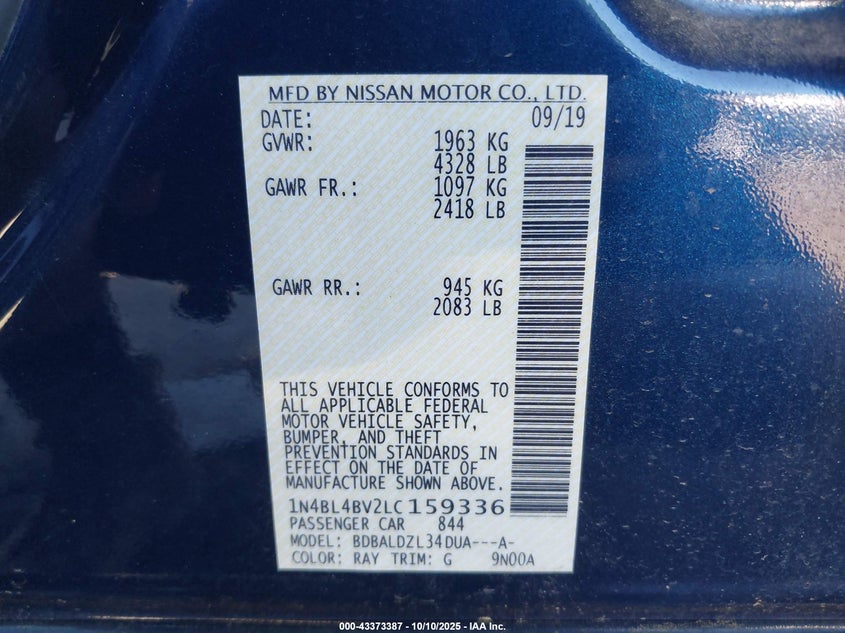 MFD BY NISSAN MOTOR CO., LTD.
DATE: 09/19
GVWR: 1963 KG
4328 LB
GAWR FR.: 1097 KG
2418 LB
GAWR RR.: 945 KG
2083 LB
THIS VEHICLE CONFORMS TO
ALL APPLICABLE FEDERAL
MOTOR VEHICLE SAFETY,
BUMPER, AND THEFT
PREVENTION STANDARDS IN
EFFECT ON THE DATE OF
MANUFACTURE SHOWN ABOVE.
1N4BL4BV2LC159336
PASSENGER CAR 844
MODEL: BDBALDZL34DUA---A-
COLOR: RAY TRIM: G 9N00A
000-43373387 - 10/10/2025 - IAA Inc.